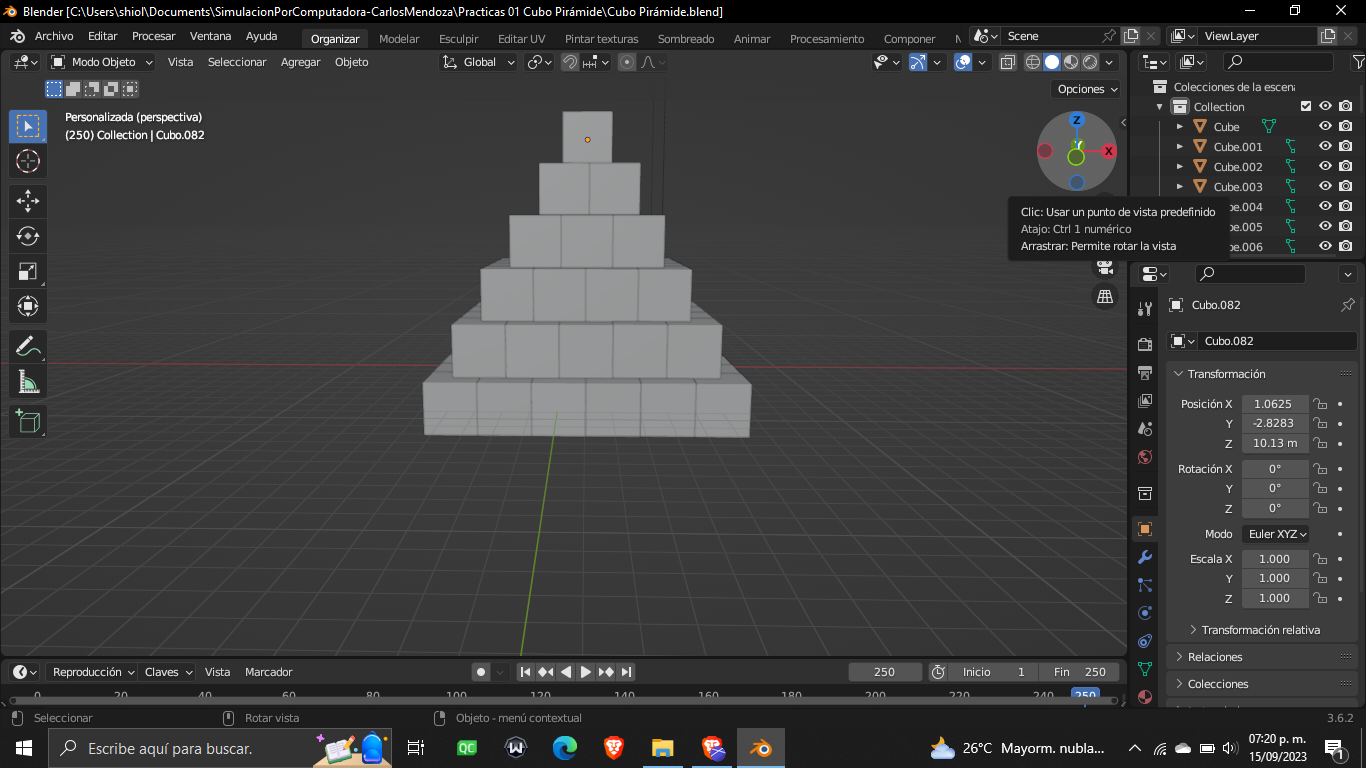 Blender [C:\Users\shiol\Documents\SimulacionPorComputadora-CarlosMendoza\Practicas 01 Cubo Pirámide\Cubo Pirámide.blend]
Archivo Editar Procesar Ventana Ayuda Organizar Modelar Esculpir Editar UV Pintar texturas Sombreado Animar Procesamiento Componer Scene ViewLayer
Modo Objeto Vista Seleccionar Agregar Objeto Global
Opciones
Personalizada (perspectiva)
(250) Collection | Cubo.082
Z
Y
X
Clic: Usar un punto de vista predefinido
Atajo: Ctrl 1 numérico
Arrastrar: Permite rotar la vista
Colecciones de la escena
Collection
Cube
Cube.001
Cube.002
Cube.003
be.004
be.005
be.006
Cubo.082
Cubo.082
Transformación
Posición X 1.0625
Y -2.8283
Z 10.13 m
Rotación X 0°
Y 0°
Z 0°
Modo Euler XYZ
Escala X 1.000
Y 1.000
Z 1.000
Transformación relativa
Relaciones
Colecciones
Reproducción Claves Vista Marcador 250 Inicio 1 Fin 250
0 20 40 60 80 100 120 140 160 180 200 220 240 250
Seleccionar Rotar vista Objeto - menú contextual 3.6.2
Escribe aquí para buscar.
QC
26°C Mayorm. nubla...
07:20 p. m.
15/09/2023
1